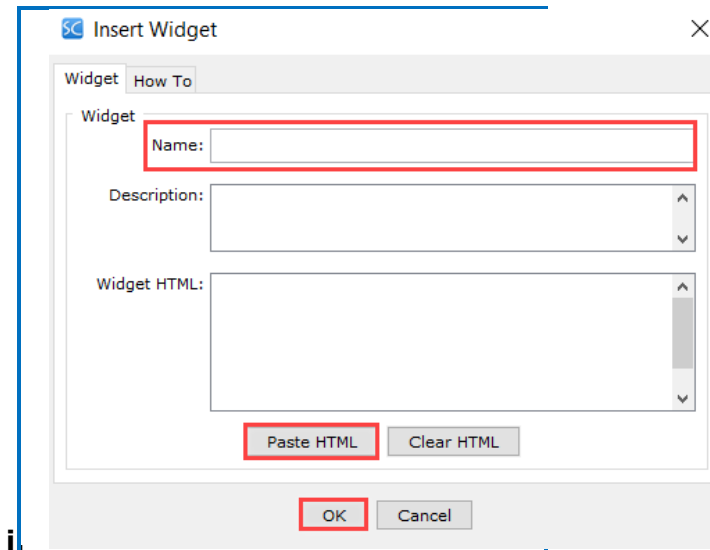 SC Insert Widget
Widget How To
Widget
Name:
Description:
Widget HTML:
Paste HTML Clear HTML
OK Cancel
i